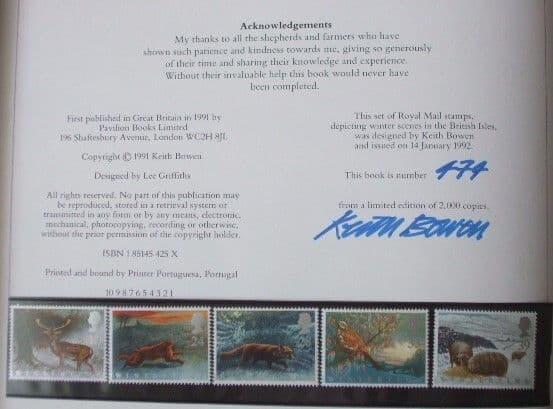 Acknowledgements
My thanks to all the shepherds and farmers who have
shown such patience and kindness towards me, giving so generously
of their time and sharing their knowledge and experience.
Without their invaluable help this book would never have
been completed.
First published in Great Britain in 1991 by
Pavilion Books Limited
196 Shaftesbury Avenue, London WC2H 8JL
Copyright © 1991 Keith Bowen
Designed by Lee Griffiths
All rights reserved. No part of this publication may
be reproduced, stored in a retrieval system or
transmitted in any form or by any means, electronic,
mechanical, photocopying, recording or otherwise,
without the prior permission of the copyright holder.
ISBN 1 85145 425 X
Printed and bound by Printer Portuguesa, Portugal
10 9 8 7 6 5 4 3 2 1
This set of Royal Mail stamps,
depicting winter scenes in the British Isles,
was designed by Keith Bowen
and issued on 14 January 1992.
This book is number 474
from a limited edition of 2,000 copies.
Keith Bowen
24
39